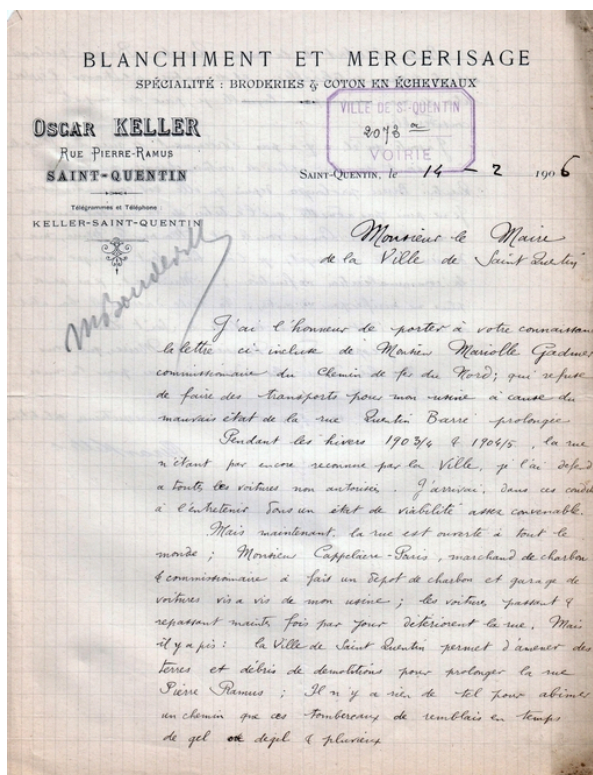 BLANCHIMENT ET MERCERISAGE
SPÉCIALITÉ : BRODERIES & COTON EN ÉCHEVEAUX
OSCAR KELLER
RUE PIERRE-RAMUS
SAINT-QUENTIN
Télégrammes et Téléphone :
KELLER-SAINT-QUENTIN
VILLE DE ST-QUENTIN
2073
VOIRIE
SAINT-QUENTIN, le 14 - 2 1906
Monsieur le Maire
de la Ville de Saint Quentin
J'ai l'honneur de porter à votre connaissance
la lettre ci-incluse de Monsieur Mariolle
commissionnaire du Chemin de fer du Nord ; qui refuse
de faire des transports pour mon usine à cause du
mauvais état de la rue Quentin Barré prolongée
Pendant les hivers 1903/4 & 1904/5, la rue
n'étant pas encore reconnue par la Ville, je l'ai défend
a toutes les voitures non autorisées. J'arrivai, dans ces condit
à l'entretenir dans un état de viabilité assez convenable.
Mais maintenant, la rue est ouverte à tout le
monde ; Monsieur Cappelaere-Paris, marchand de charbon
& commissionnaire à fait un dépot de charbon et garage de
voitures vis a vis de mon usine ; les voitures passant &
repassant maintes fois par jour détériorent la rue. Mais
il y a pis : la Ville de Saint Quentin permet d'amener des
terres et débris de demolitions pour prolonger la rue
Pierre Ramus ; Il n'y a rien de tel pour abimer
un chemin que ces tombereaux de remblais en temps
de gel degel & pluvieux